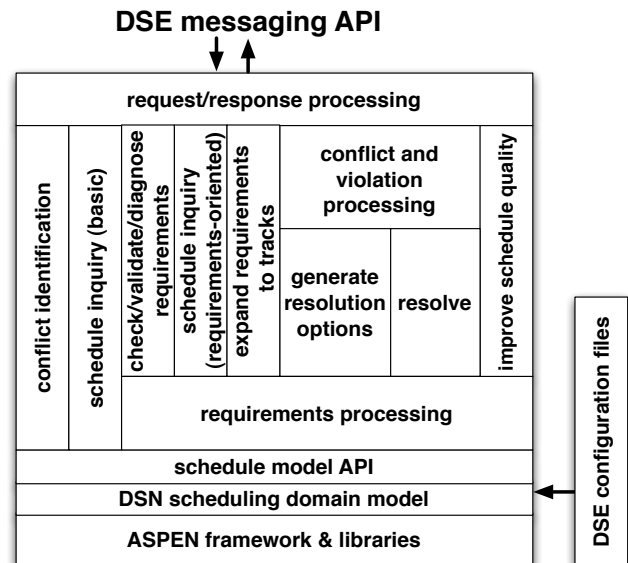 DSE messaging API
request/response processing
conflict identification
schedule inquiry (basic)
check/validate/diagnose
requirements
schedule inquiry
(requirements-oriented)
expand requirements
to tracks
conflict and
violation
processing
generate
resolution
options
resolve
improve schedule quality
requirements processing
schedule model API
DSN scheduling domain model
ASPEN framework & libraries
DSE configuration files